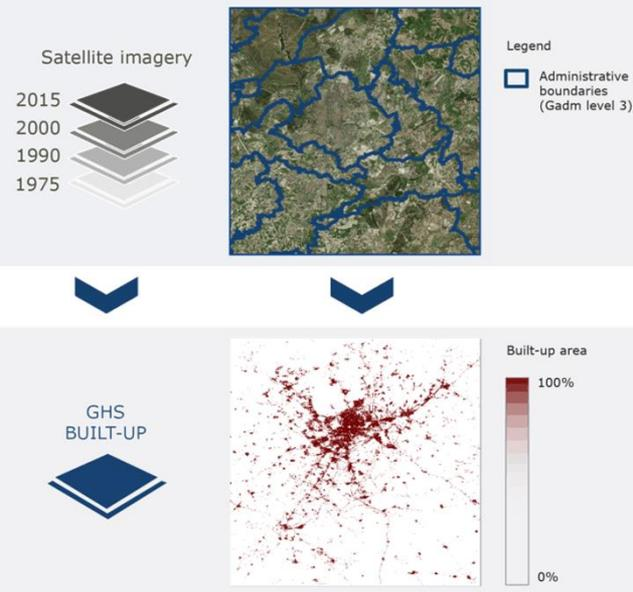 Satellite imagery
2015
2000
1990
1975
Legend
Administrative
boundaries
(Gadm level 3)
GHS
BUILT-UP
Built-up area
100%
0%